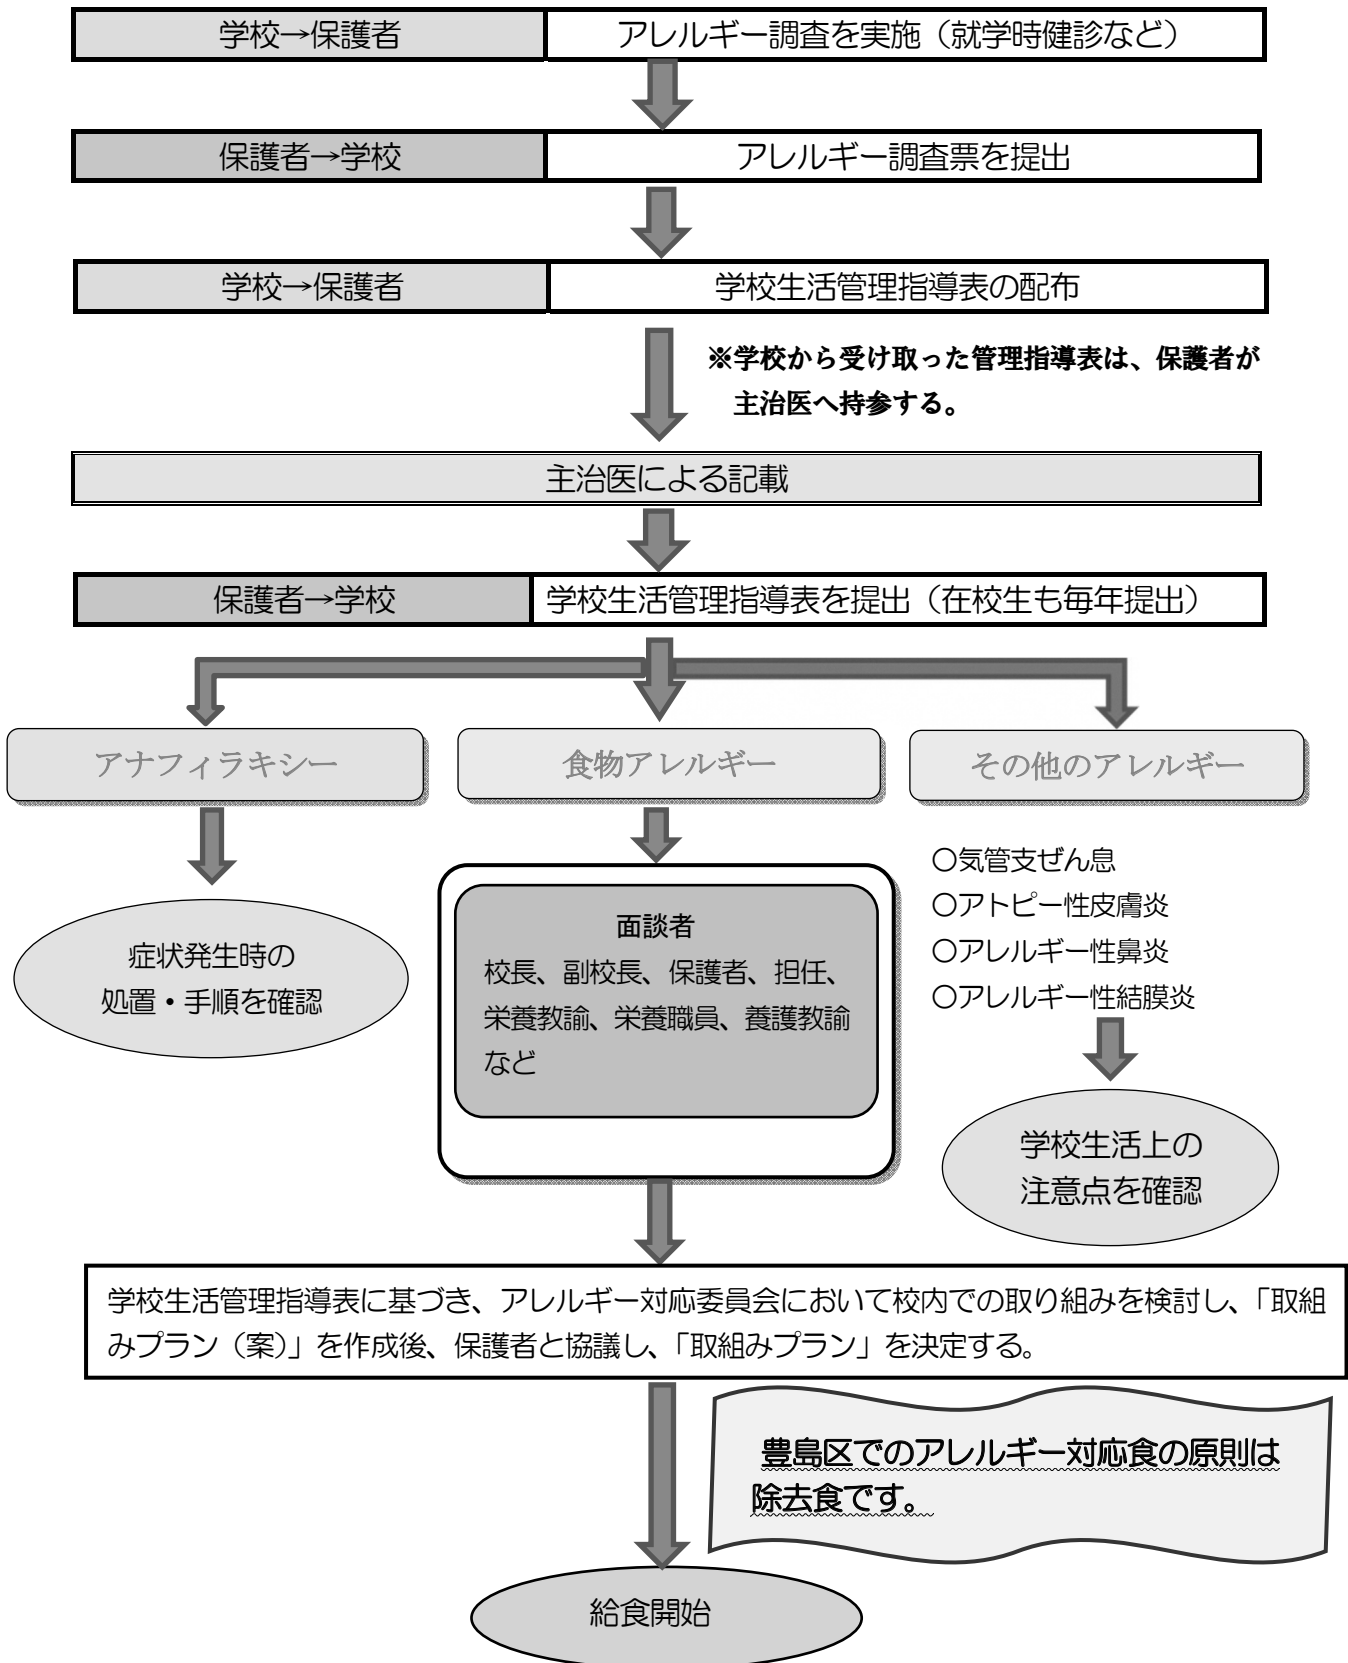 学校→保護者
アレルギー調査を実施（就学時健診など）
保護者→学校
アレルギー調査票を提出
学校→保護者
学校生活管理指導表の配布
※学校から受け取った管理指導表は、保護者が
主治医へ持参する。
主治医による記載
保護者→学校
学校生活管理指導表を提出（在校生も毎年提出）
アナフィラキシー
食物アレルギー
その他のアレルギー
症状発生時の
処置・手順を確認
面談者
校長、副校長、保護者、担任、
栄養教諭、栄養職員、養護教諭
など
〇気管支ぜん息
〇アトピー性皮膚炎
〇アレルギー性鼻炎
〇アレルギー性結膜炎
学校生活上の
注意点を確認
学校生活管理指導表に基づき、アレルギー対応委員会において校内での取り組みを検討し、「取組
みプラン（案）」を作成後、保護者と協議し、「取組みプラン」を決定する。
豊島区でのアレルギー対応食の原則は
除去食です。
給食開始